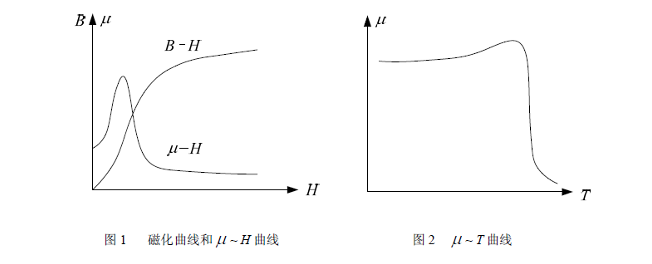 B μ
B－H
μ－H
H
μ
T
图 1 磁化曲线和 μ ~ H 曲线
图 2 μ ~ T 曲线